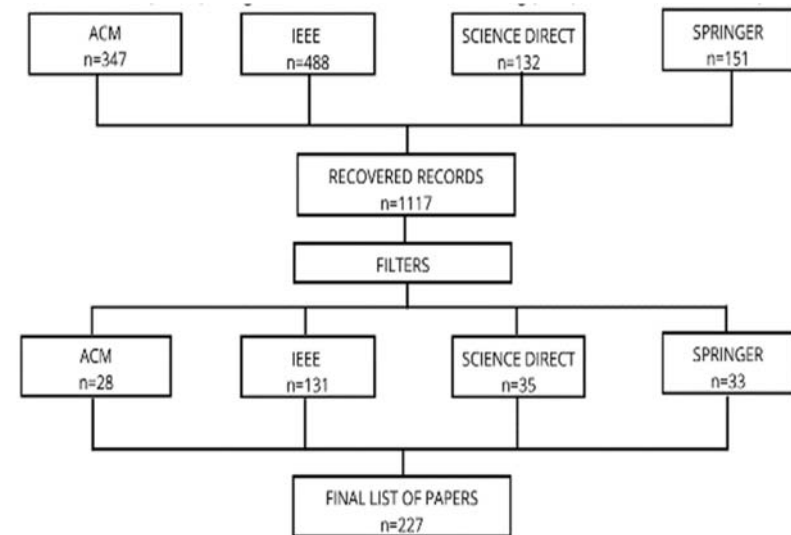 ACM
n=347
IEEE
n=488
SCIENCE DIRECT
n=132
SPRINGER
n=151
RECOVERED RECORDS
n=1117
FILTERS
ACM
n=28
IEEE
n=131
SCIENCE DIRECT
n=35
SPRINGER
n=33
FINAL LIST OF PAPERS
n=227